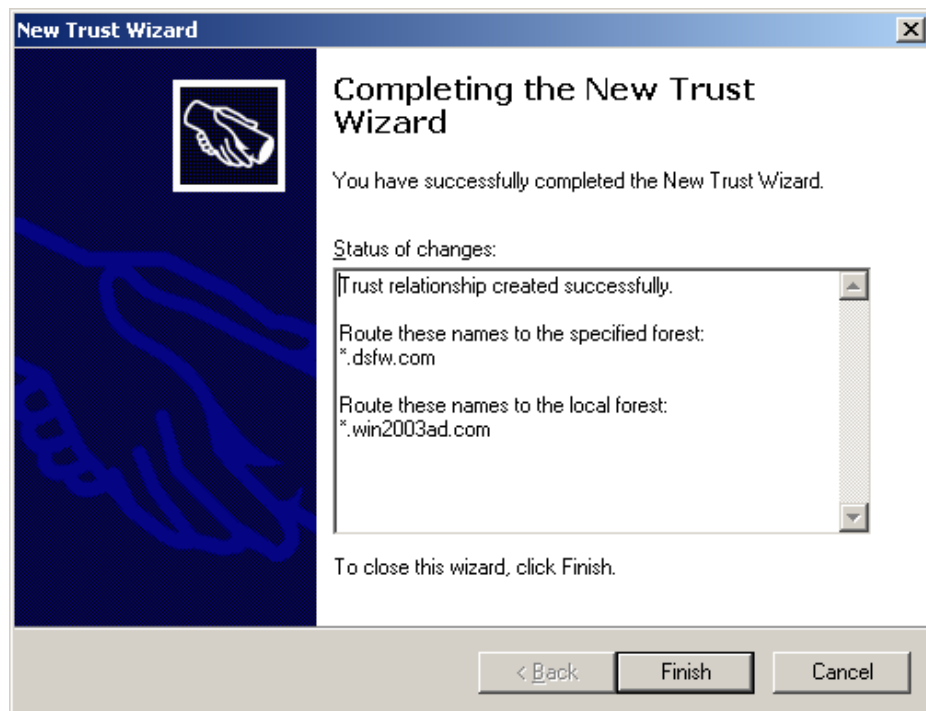 New Trust Wizard
Completing the New Trust
Wizard
You have successfully completed the New Trust Wizard.
Status of changes:
Trust relationship created successfully.
Route these names to the specified forest:
*.dsfw.com
Route these names to the local forest:
*.win2003ad.com
To close this wizard, click Finish.
< Back
Finish
Cancel